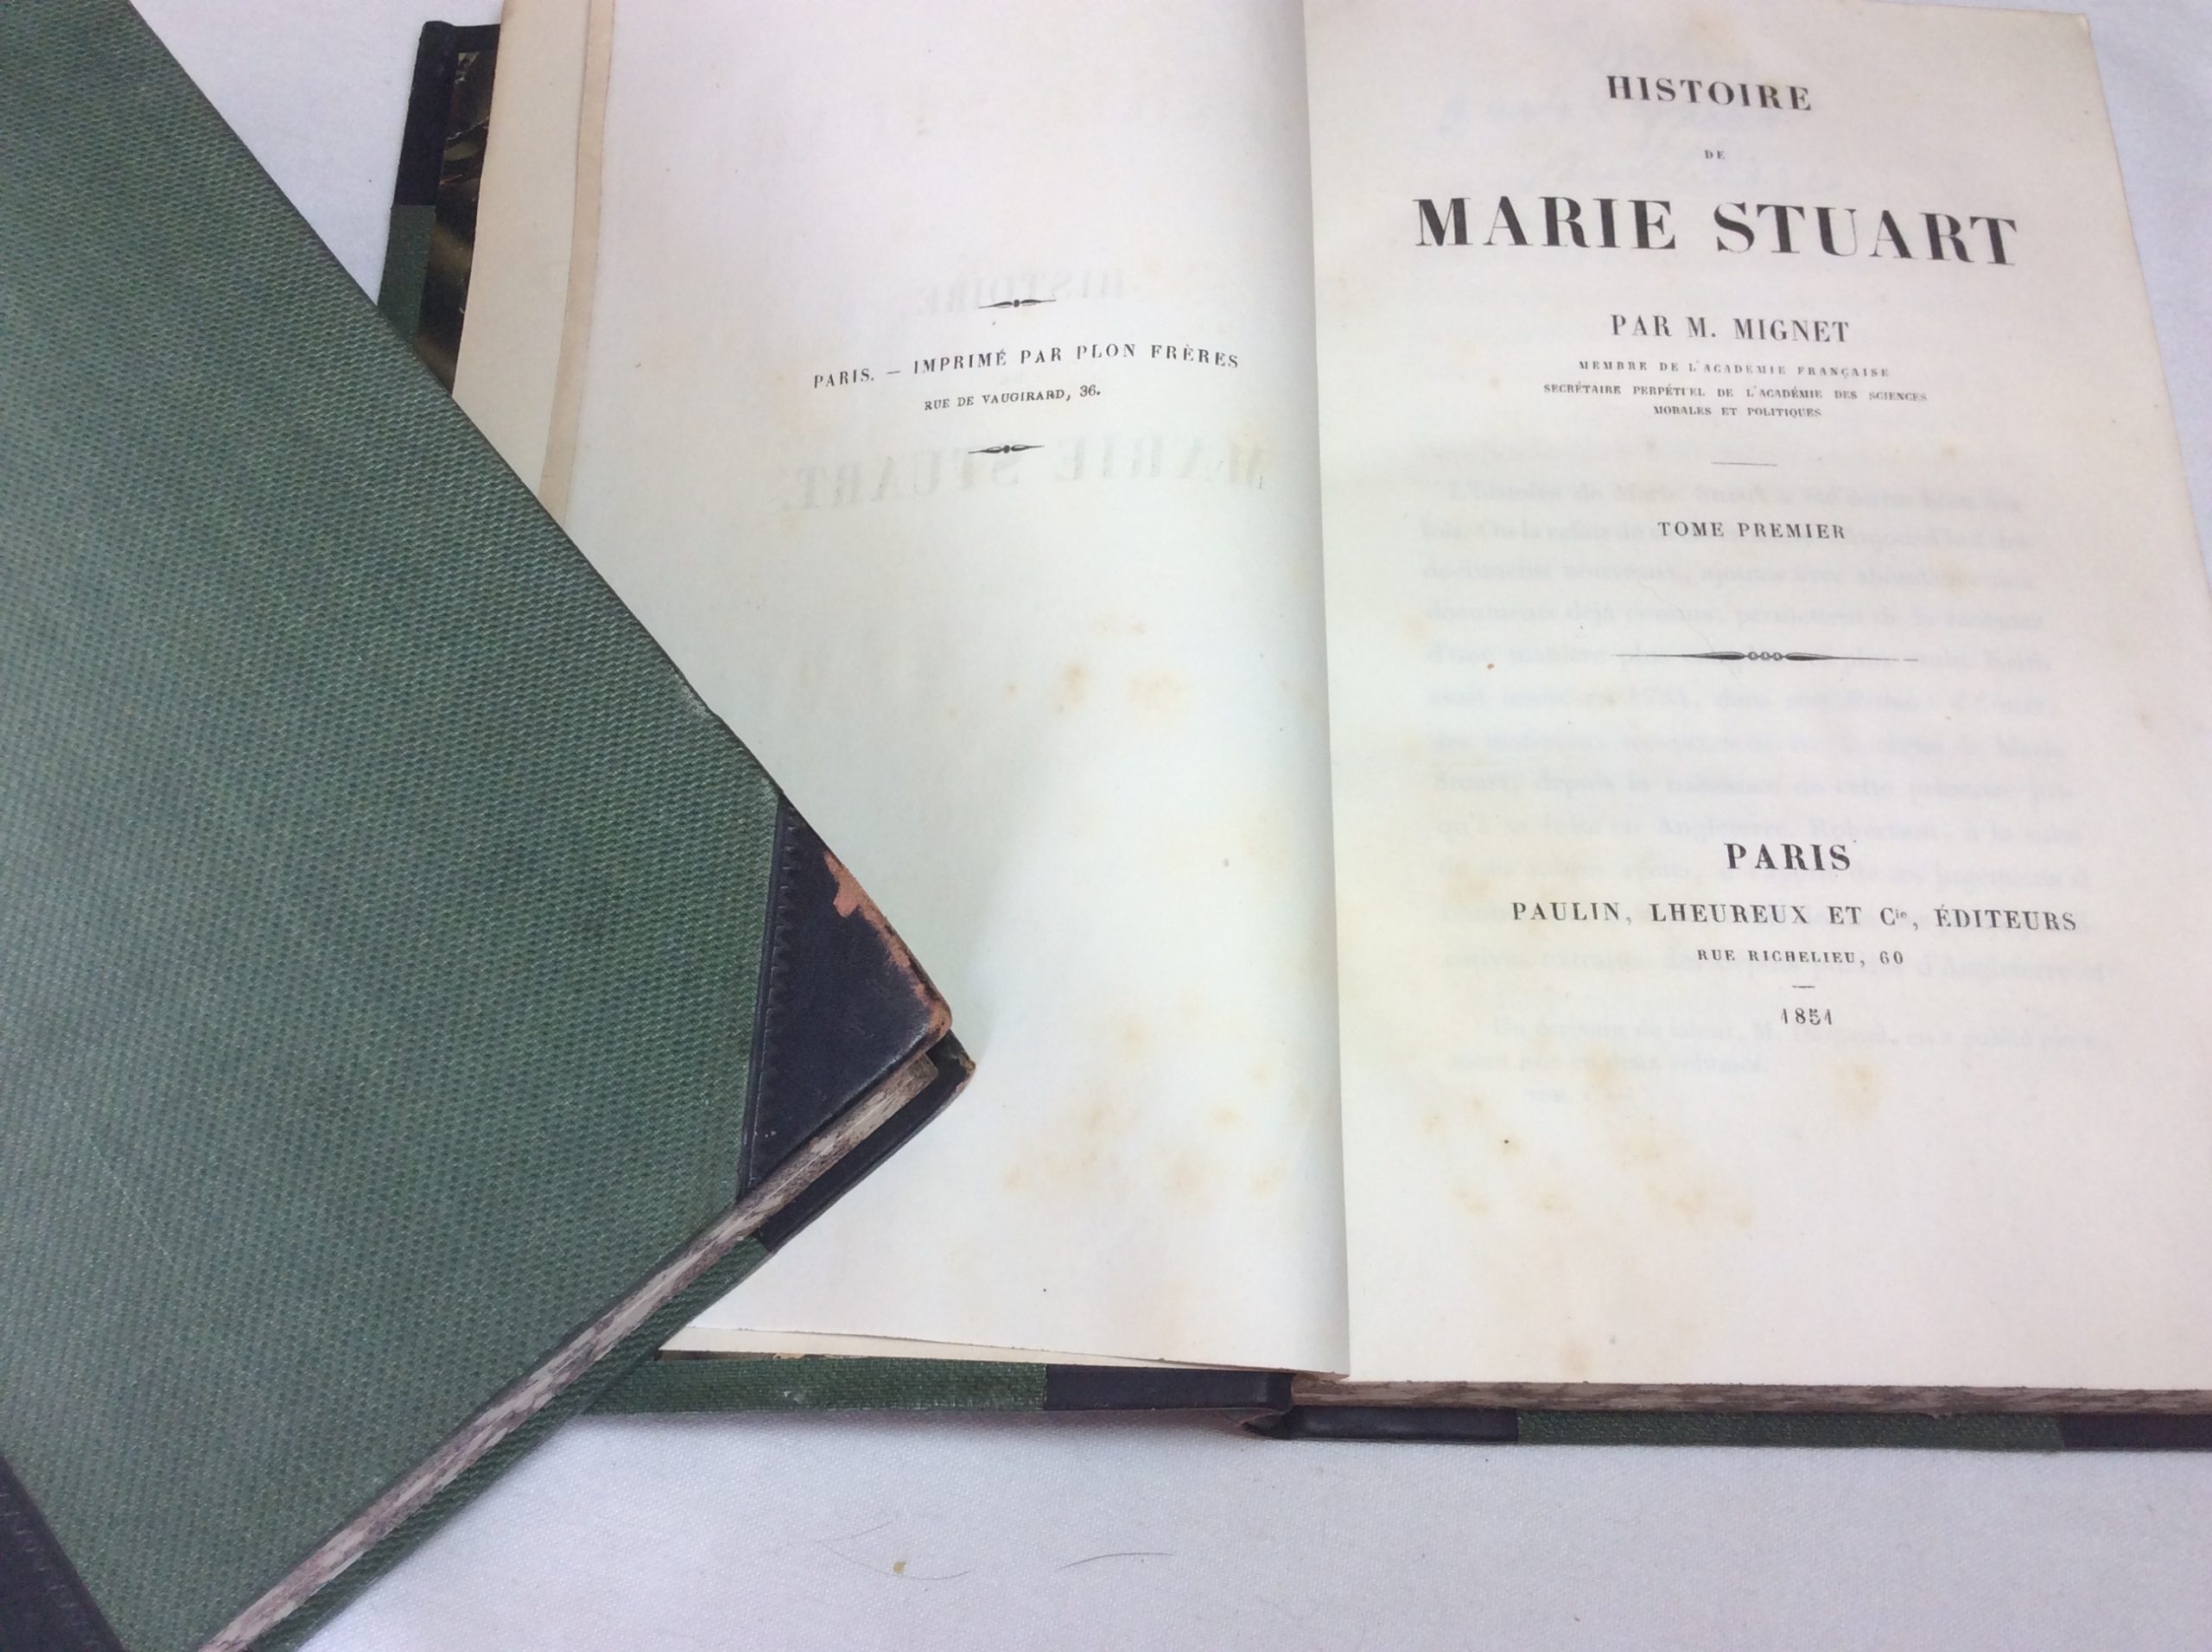 PARIS. — IMPRIMÉ PAR PLON FRÈRES
RUE DE VAUGIRARD, 36.
HISTOIRE
DE
MARIE STUART
PAR M. MIGNET
MEMBRE DE L'ACADÉMIE FRANÇAISE
SECRÉTAIRE PERPÉTUEL DE L'ACADÉMIE DES SCIENCES
MORALES ET POLITIQUES
TOME PREMIER
PARIS
PAULIN, LHEUREUX ET Cie, ÉDITEURS
RUE RICHELIEU, 60
1851